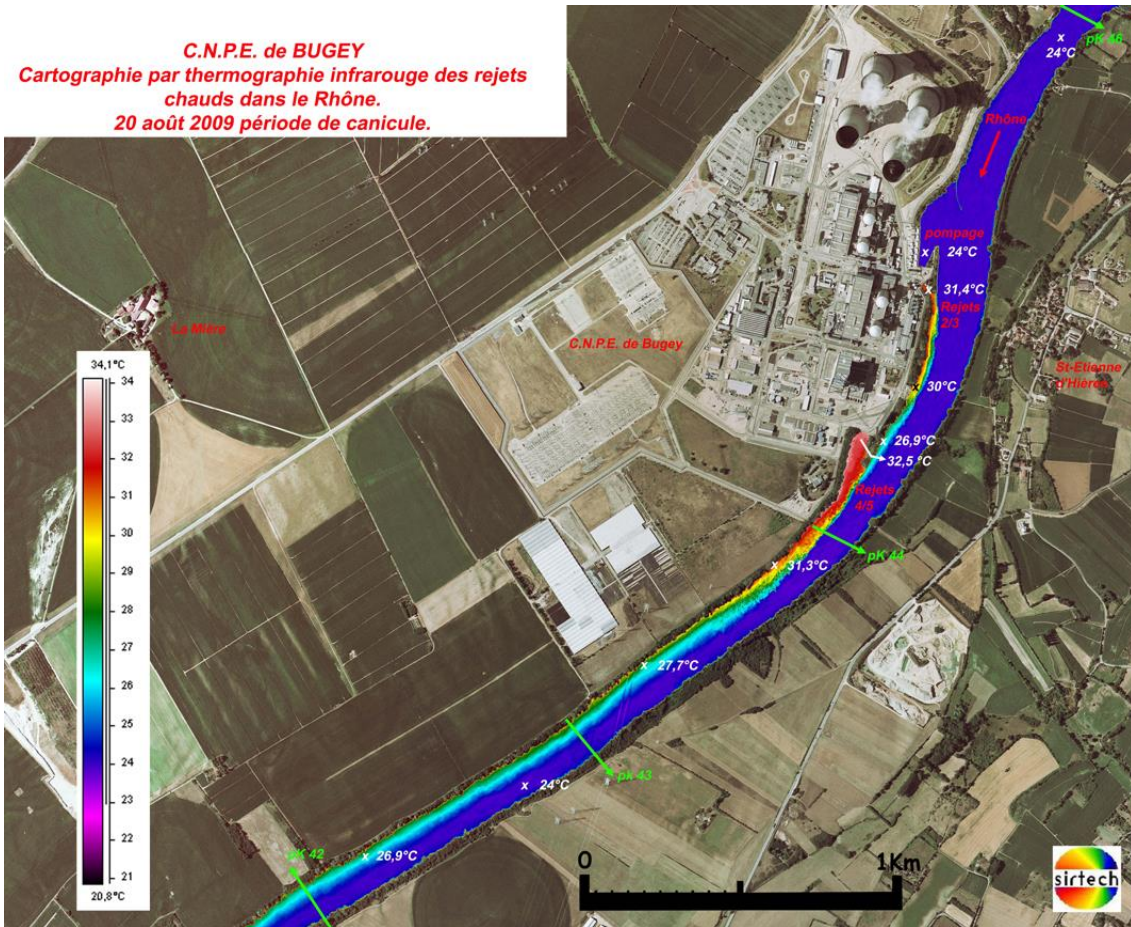 C.N.P.E. de BUGEY
Cartographie par thermographie infrarouge des rejets
chauds dans le Rhône.
20 août 2009 période de canicule.
pK 45
24°C
Rhône
pompage
24°C
31,4°C
Rejets
2/3
La Mière
C.N.P.E. de Bugey
St-Etienne
d'Hières
30°C
26,9°C
32,5 °C
Rejets
4/5
pK 44
31,3°C
27,7°C
pk 43
24°C
pK 42
26,9°C
34,1°C
34
33
32
31
30
29
28
27
26
25
24
23
22
21
20,8°C
0
1Km
sirtech